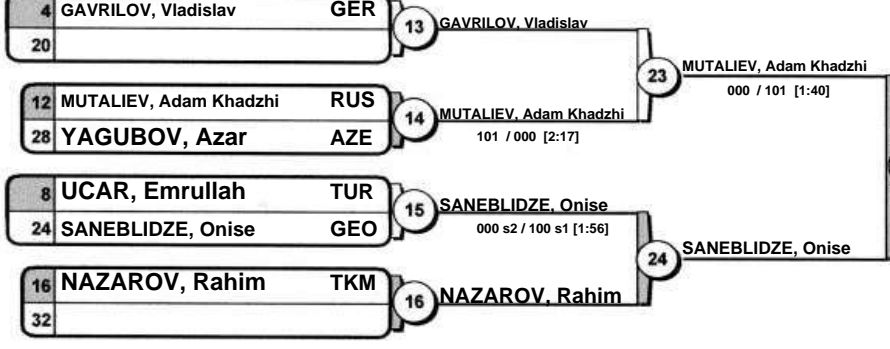 4 GAVRILOV, Vladislav GER
20
13
GAVRILOV, Vladislav
12 MUTALIEV, Adam Khadzhi RUS
28 YAGUBOV, Azar AZE
14
MUTALIEV, Adam Khadzhi
101 / 000 [2:17]
23
MUTALIEV, Adam Khadzhi
000 / 101 [1:40]
8 UCAR, Emrullah TUR
24 SANEBLIDZE, Onise GEO
15
SANEBLIDZE, Onise
000 s2 / 100 s1 [1:56]
16 NAZAROV, Rahim TKM
32
16
NAZAROV, Rahim
24
SANEBLIDZE, Onise